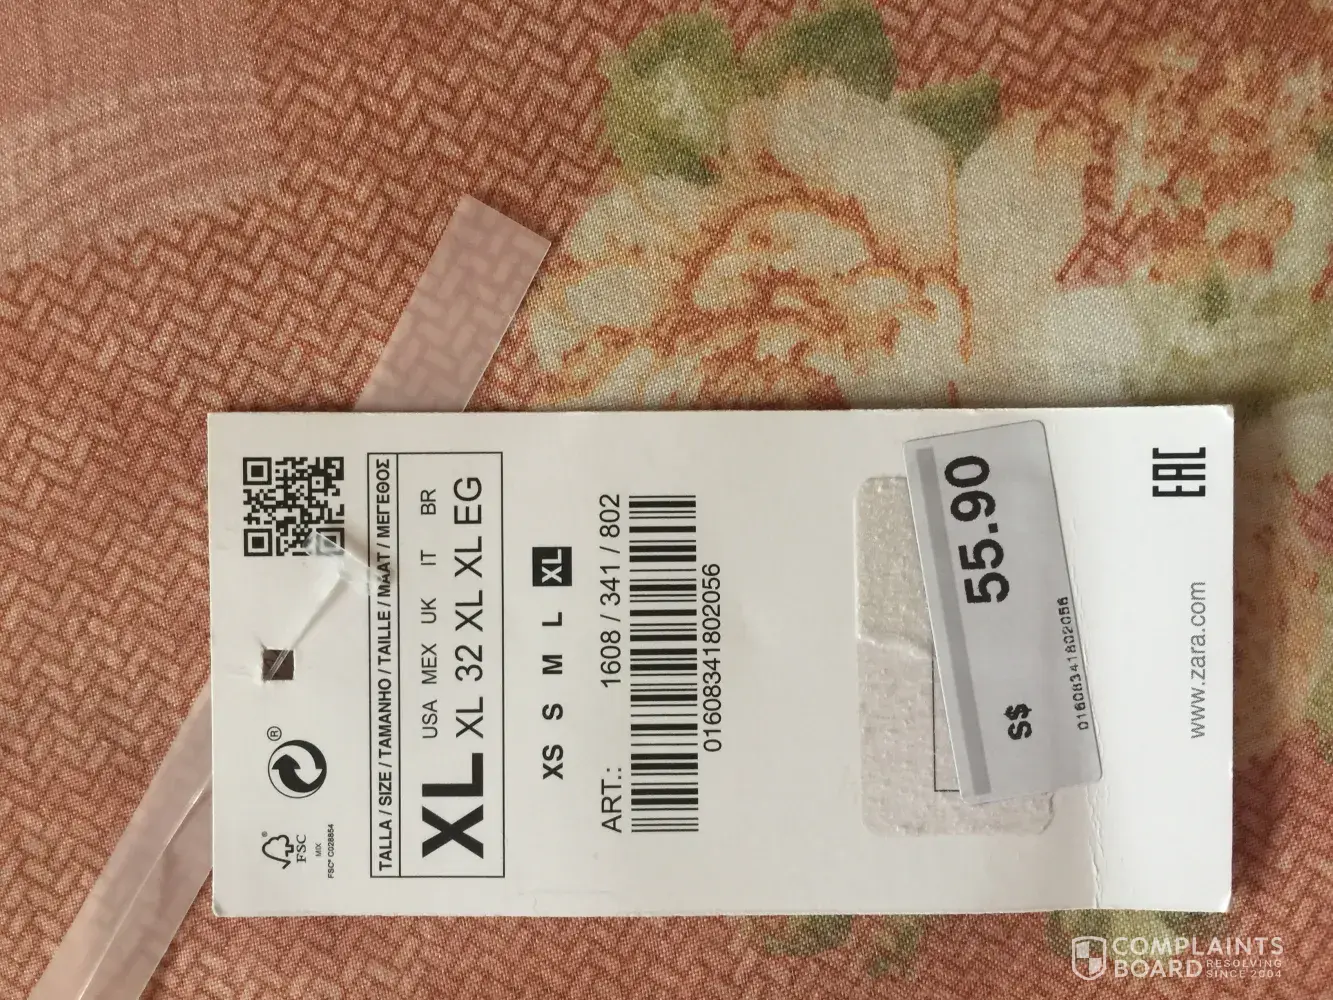 FSC®
MIX
FSC® C028854
®
TALLA / SIZE / TAMANHO / TAILLE / MAAT / ΜΕΓΕΘΟΣ
USA MEX UK IT BR
XL XL 32 XL XL EG
XS S M L XL
ART.: 1608 / 341 / 802
01608341802056
S$ 55.90
01608341802056
www.zara.com
EAC
COMPLAINTS
BOARD RESOLVING
SINCE 2004